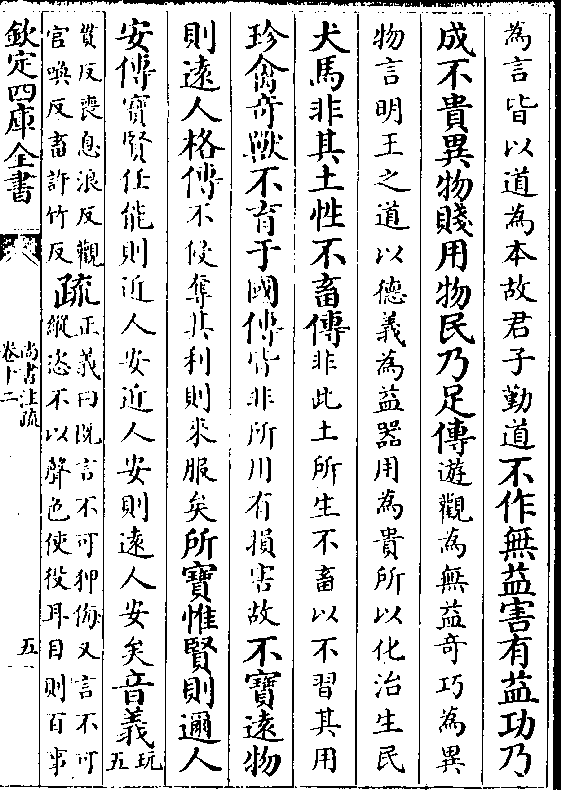 為言皆以道為本故君子勤道不作無益害有益功乃
成不貴異物賤用物民乃足傳遊觀為無益奇巧為異
物言明王之道以德義為益器用為貴所以化治生民
犬馬非其土性不畜傳非此土所生不畜以不習其用
珍禽奇獸不育于國傳皆非所用有損害故不寳遠物
則遠人格傳不侵奪其利則來服矣所寳惟賢則邇人
安傳寳賢任能則近人安近人安則遠人安矣音義玩五
貫反喪息浪反觀
官喚反畜許竹反
疏正義曰既言不可狎侮又言不可
縱恣不以聲色使役耳目則百事
欽定四庫全書
尚書注疏
卷十二
五